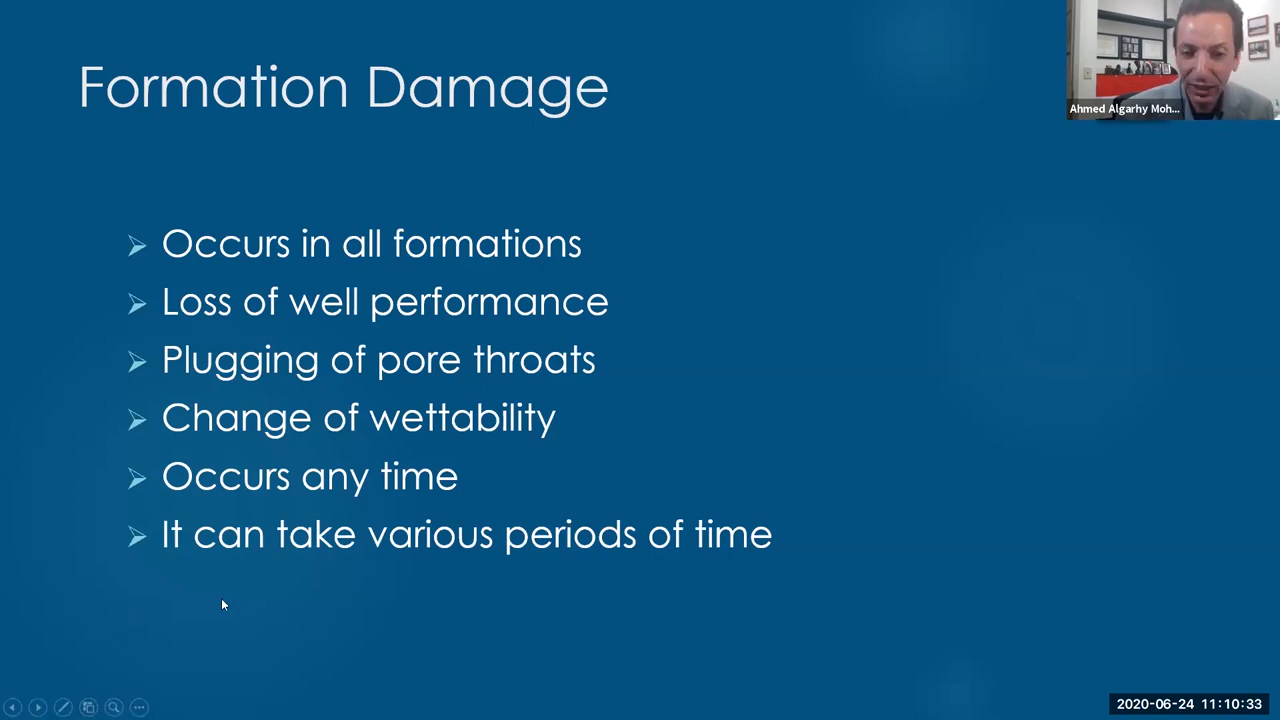 Formation Damage
Ahmed Algarhy Moh...
Occurs in all formations
Loss of well performance
Plugging of pore throats
Change of wettability
Occurs any time
It can take various periods of time
2020-06-24 11:10:33